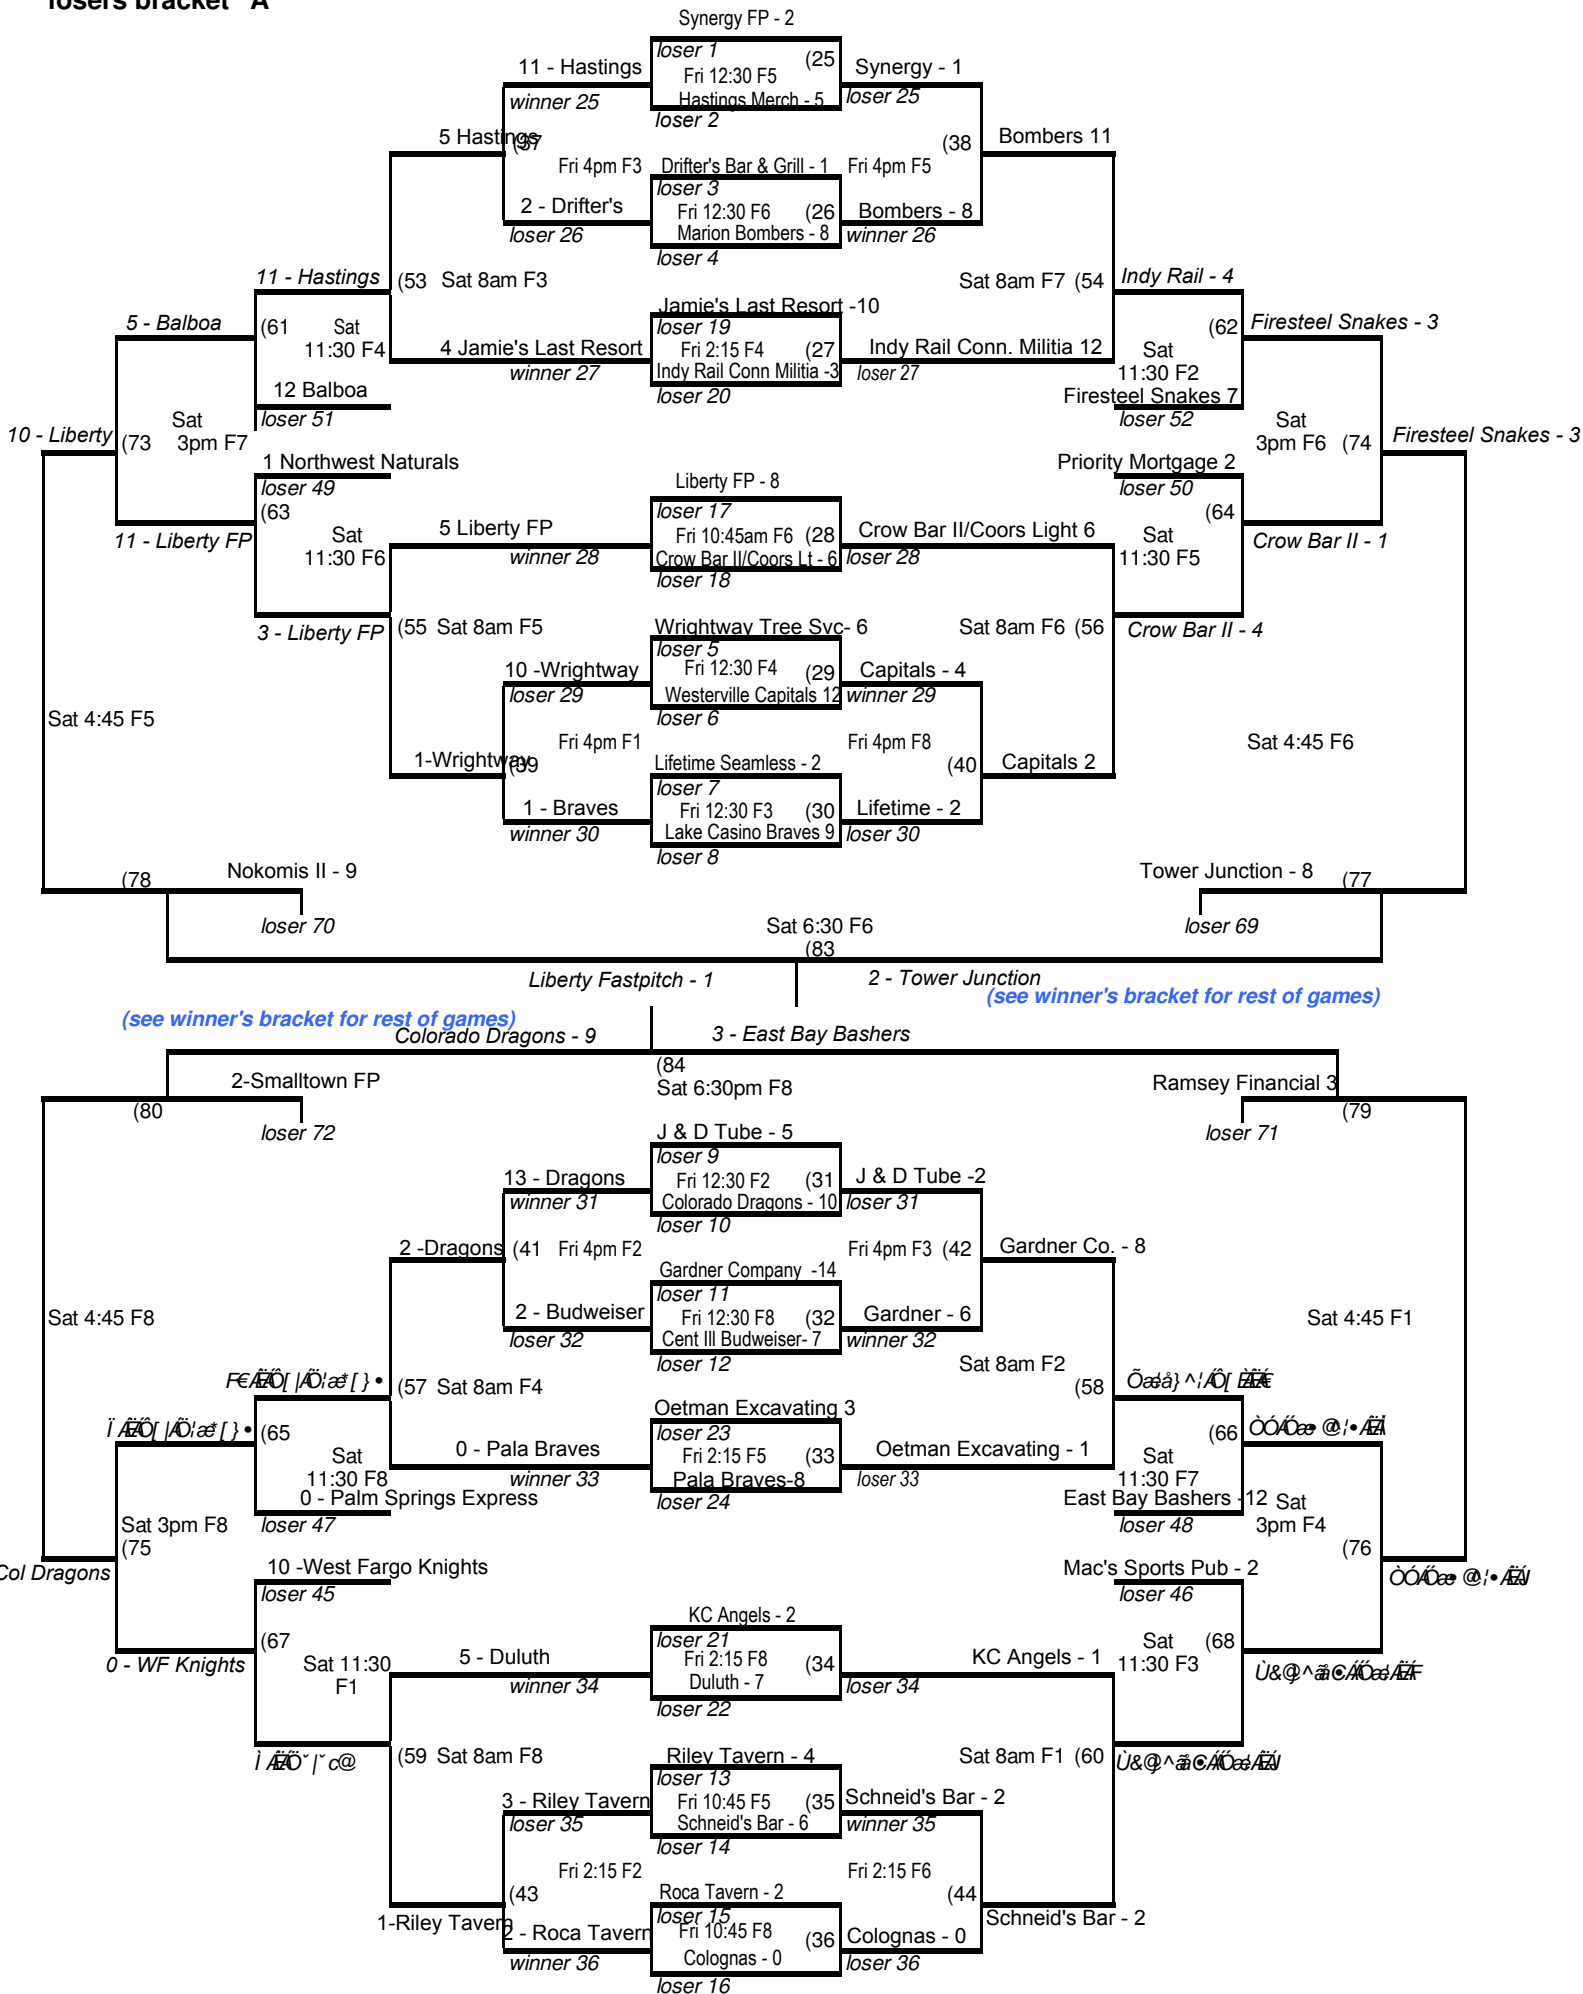 losers bracket "A"
Synergy FP - 2
loser 1
(25
11 - Hastings
Fri 12:30 F5
Synergy - 1
winner 25
Hastings Merch - 5
loser 25
loser 2
5 Hastings
(37
(38
Bombers 11
Fri 4pm F3
Drifter's Bar & Grill - 1
Fri 4pm F5
loser 3
2 - Drifter's
Fri 12:30 F6
(26
Bombers - 8
loser 26
Marion Bombers - 8
winner 26
loser 4
11 - Hastings
(53 Sat 8am F3
Sat 8am F7 (54
Indy Rail - 4
Jamie's Last Resort -10
5 - Balboa
(61
Sat
11:30 F4
loser 19
(62
Firesteel Snakes - 3
4 Jamie's Last Resort
Fri 2:15 F4
(27
Indy Rail Conn. Militia 12
Sat
11:30 F2
winner 27
Indy Rail Conn Militia -3
loser 27
12 Balboa
loser 20
Firesteel Snakes 7
loser 51
loser 52
10 - Liberty
(73
Sat
3pm F7
Sat
3pm F6
(74
Firesteel Snakes - 3
1 Northwest Naturals
Priority Mortgage 2
loser 49
Liberty FP - 8
loser 50
(63
loser 17
(64
11 - Liberty FP
Sat
11:30 F6
5 Liberty FP
Fri 10:45am F6
(28
Crow Bar II/Coors Light 6
Sat
11:30 F5
Crow Bar II - 1
winner 28
Crow Bar II/Coors Lt - 6
loser 28
loser 18
3 - Liberty FP
(55 Sat 8am F5
Wrightway Tree Svc- 6
Sat 8am F6 (56
Crow Bar II - 4
loser 5
10 -Wrightway
Fri 12:30 F4
(29
Capitals - 4
loser 29
Westerville Capitals 12
winner 29
loser 6
Sat 4:45 F5
Fri 4pm F1
Fri 4pm F8
Sat 4:45 F6
1-Wrightway
(39
Lifetime Seamless - 2
(40
Capitals 2
loser 7
1 - Braves
Fri 12:30 F3
(30
Lifetime - 2
winner 30
Lake Casino Braves 9
loser 30
loser 8
(78
Nokomis II - 9
Tower Junction - 8
(77
loser 70
Sat 6:30 F6
loser 69
(83
Liberty Fastpitch - 1
2 - Tower Junction
(see winner's bracket for rest of games)
(see winner's bracket for rest of games)
Colorado Dragons - 9
3 - East Bay Bashers
(84
2-Smalltown FP
Sat 6:30pm F8
Ramsey Financial 3
(80
(79
loser 72
loser 71
J & D Tube - 5
loser 9
13 - Dragons
Fri 12:30 F2
(31
J & D Tube -2
winner 31
Colorado Dragons - 10
loser 31
loser 10
2 -Dragons
(41
Fri 4pm F2
Fri 4pm F3
(42
Gardner Co. - 8
Gardner Company -14
loser 11
Sat 4:45 F8
2 - Budweiser
Fri 12:30 F8
(32
Gardner - 6
Sat 4:45 F1
loser 32
Cent Ill Budweiser- 7
winner 32
loser 12
Sat 8am F2
(57 Sat 8am F4
(58
Oetman Excavating 3
(65
loser 23
(66
Sat
11:30 F8
0 - Pala Braves
Fri 2:15 F5
(33
Oetman Excavating - 1
Sat
11:30 F7
winner 33
Pala Braves-8
loser 33
0 - Palm Springs Express
loser 24
East Bay Bashers -12
loser 47
loser 48
Sat 3pm F8
(75
Sat
3pm F4
(76
Col Dragons
10 -West Fargo Knights
Mac's Sports Pub - 2
loser 45
loser 46
KC Angels - 2
(67
loser 21
(68
0 - WF Knights
Sat 11:30
F1
5 - Duluth
Fri 2:15 F8
(34
KC Angels - 1
Sat
11:30 F3
winner 34
Duluth - 7
loser 34
loser 22
(59 Sat 8am F8
Riley Tavern - 4
Sat 8am F1 (60
loser 13
3 - Riley Tavern
Fri 10:45 F5
(35
Schneid's Bar - 2
loser 35
Schneid's Bar - 6
winner 35
loser 14
Fri 2:15 F2
Fri 2:15 F6
(43
Roca Tavern - 2
(44
1-Riley Tavern
loser 15
Schneid's Bar - 2
2 - Roca Tavern
Fri 10:45 F8
(36
Colognas - 0
winner 36
Colognas - 0
loser 36
loser 16